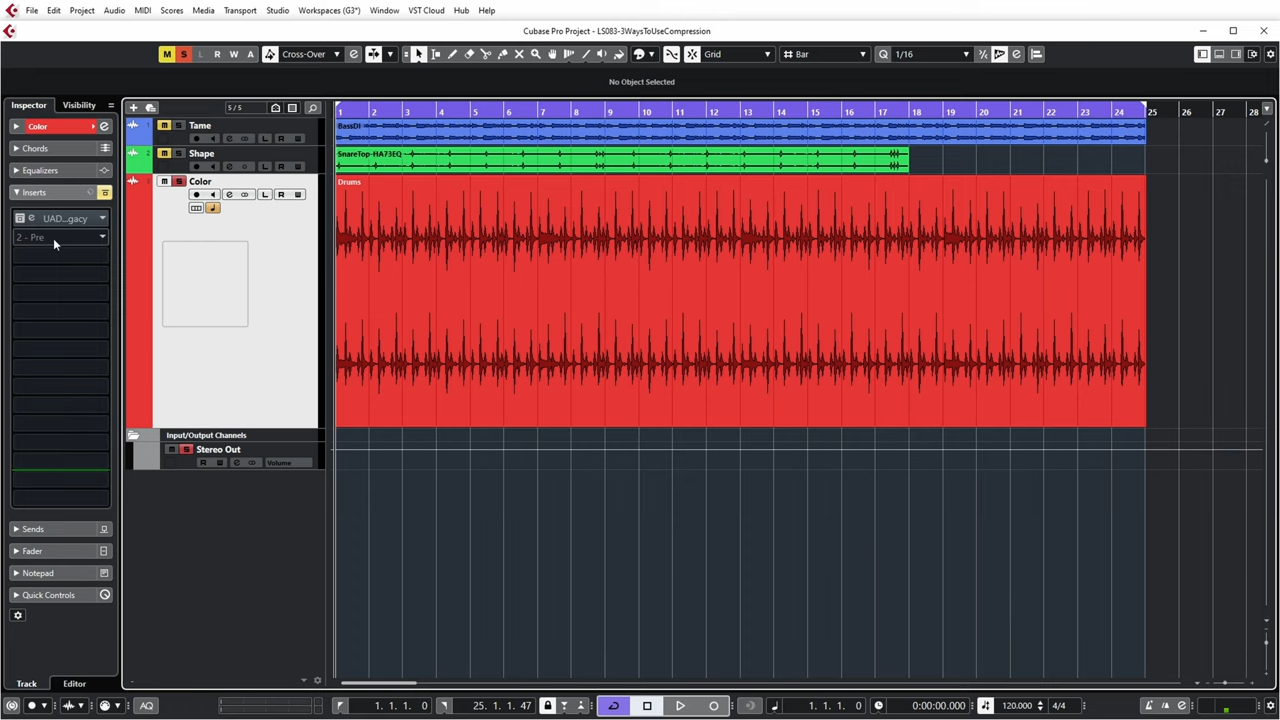 File Edit Project Audio MIDI Scores Media Transport Studio Workspaces (G3*) Window VST Cloud Hub Help
Cubase Pro Project - LS083-3WaysToUseCompression
M S L R W A Cross-Over Grid Bar Q 1/16
No Object Selected
Inspector Visibility 5/5 1 2 3 4 5 6 7 8 9 10 11 12 13 14 15 16 17 18 19 20 21 22 23 24 25 26 27 28
Color 1 M S Tame BassDI
L R
Chords 2 M S Shape SnareTop-HA73EQ
L R
Equalizers
Inserts M S Color Drums
L R
UAD...gacy
2 - Pre
Input/Output Channels
S Stereo Out
R Volume
Sends
Fader
Notepad
Quick Controls
Track Editor
AQ 1. 1. 1. 0 25. 1. 1. 47 1. 1. 1. 0 0:00:00.000 120.000 4/4